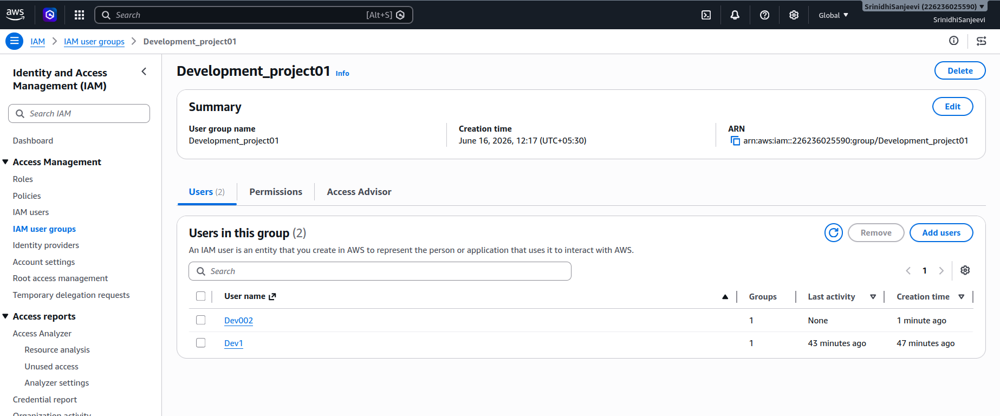 aws
Search [Alt+S]
Global
SrinidhiSanjeevi (226236025590)
SrinidhiSanjeevi
IAM
IAM user groups
Development_project01
Identity and Access
Management (IAM)
Search IAM
Dashboard
Access Management
Roles
Policies
IAM users
IAM user groups
Identity providers
Account settings
Root access management
Temporary delegation requests
Access reports
Access Analyzer
Resource analysis
Unused access
Analyzer settings
Credential report
Organization activity
Development_project01 Info
Delete
Summary
Edit
User group name
Development_project01
Creation time
June 16, 2026, 12:17 (UTC+05:30)
ARN
arn:aws:iam::226236025590:group/Development_project01
Users (2)
Permissions
Access Advisor
Users in this group (2)
Remove
Add users
An IAM user is an entity that you create in AWS to represent the person or application that uses it to interact with AWS.
Search
1
User name Groups Last activity Creation time
Dev002 1 None 1 minute ago
Dev1 1 43 minutes ago 47 minutes ago